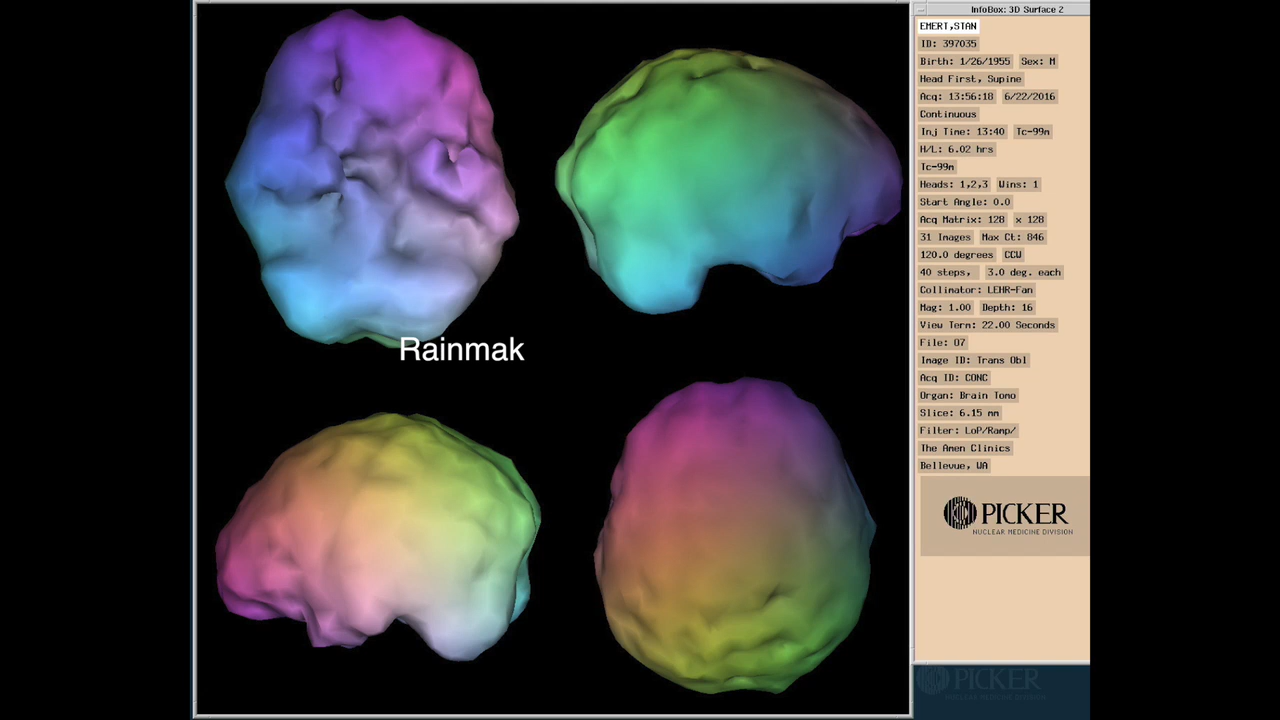 InfoBox: 3D Surface 2
EMERT,STAN
ID: 397035
Birth: 1/26/1955 Sex: M
Head First, Supine
Acq: 13:56:18 6/22/2016
Continuous
Inj Time: 13:40 Tc-99m
H/L: 6.02 hrs
Tc-99m
Heads: 1,2,3 Wins: 1
Start Angle: 0.0
Acq Matrix: 128 x 128
31 Images Max Ct: 846
120.0 degrees CCW
40 steps, 3.0 deg. each
Collimator: LEHR-Fan
Mag: 1.00 Depth: 16
View Term: 22.00 Seconds
File: 07
Image ID: Trans Obl
Acq ID: CONC
Organ: Brain Tomo
Slice: 6.15 mm
Filter: LoP/Ramp/
The Amen Clinics
Bellevue, WA
PICKER
NUCLEAR MEDICINE DIVISION
Rainmak
PICKER
NUCLEAR MEDICINE DIVISION